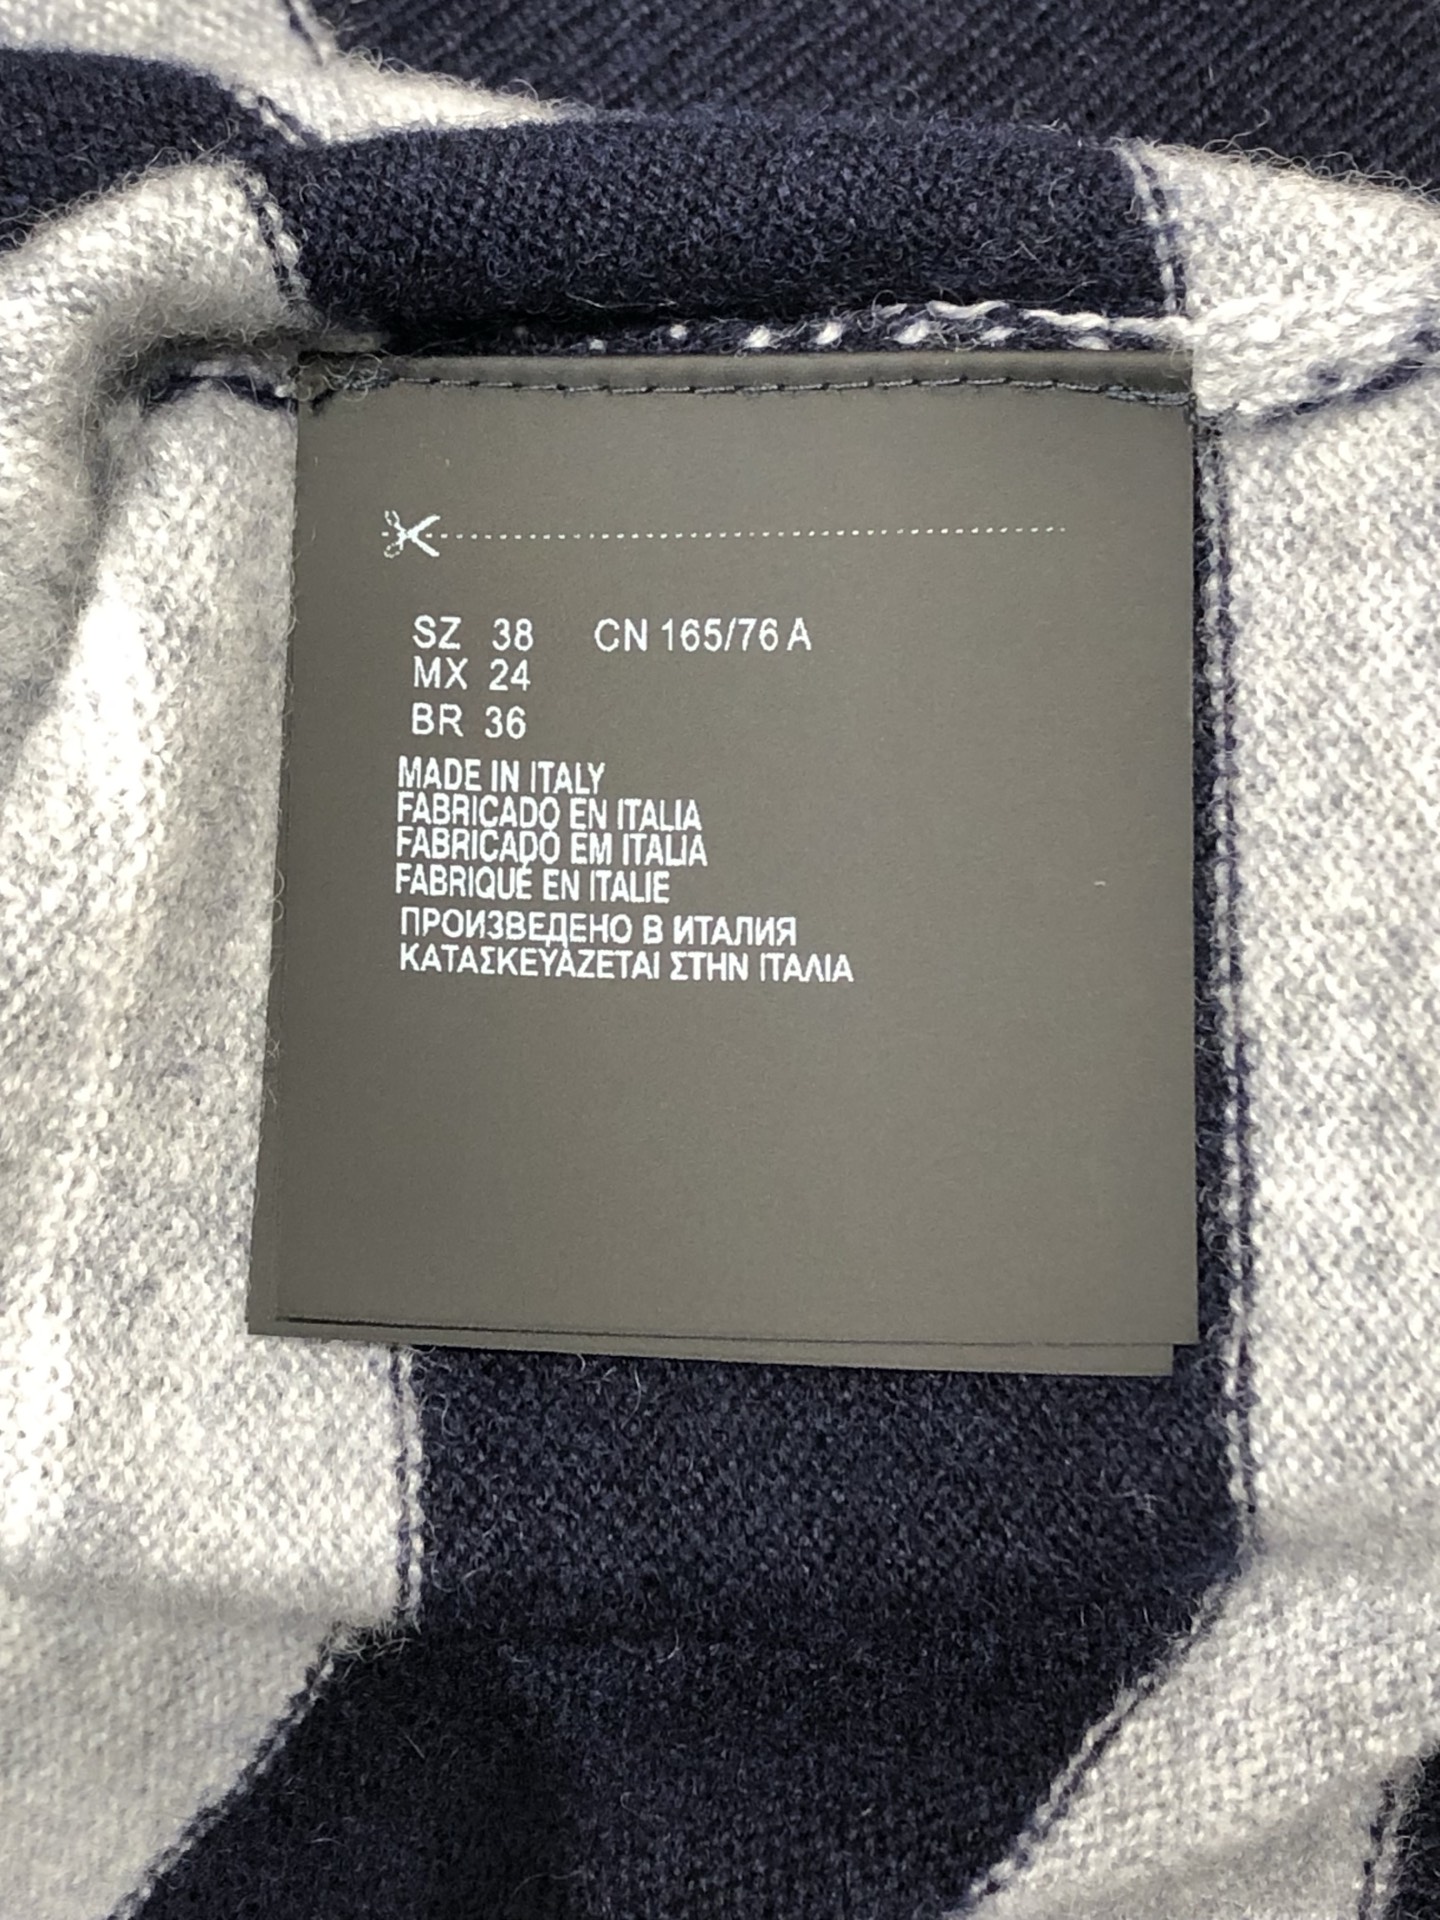 SZ 38 CN 165/76 A
MX 24
BR 36
MADE IN ITALY
FABRICADO EN ITALIA
FABRICADO EM ITALIA
FABRIQUÉ EN ITALIE
ПРОИЗВЕДЕНО В ИТАЛИЯ
ΚΑΤΑΣΚΕΥΑΖΕΤΑΙ ΣΤΗΝ ΙΤΑΛΙΑ